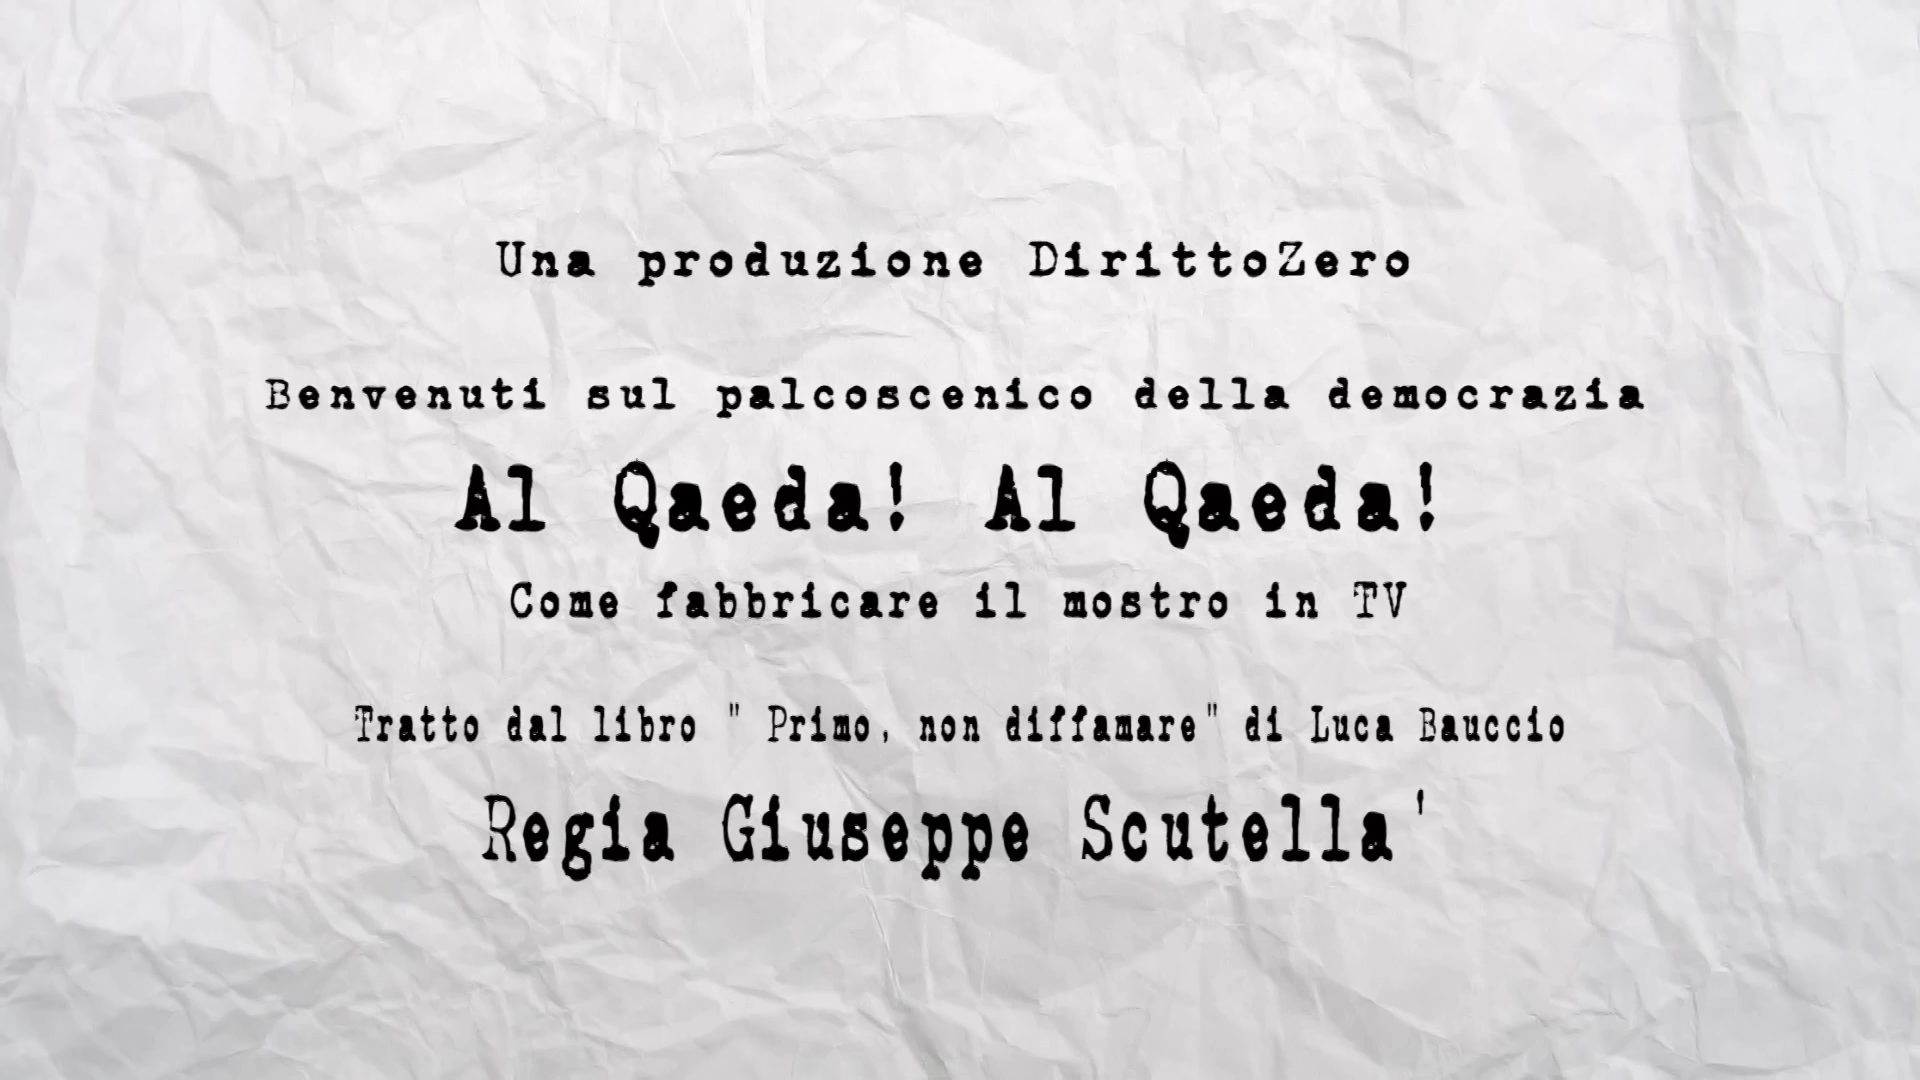 Una produzione DirittoZero
Benvenuti sul palcoscenico della democrazia
Al Qaeda! Al Qaeda!
Come fabbricare il mostro in TV
Tratto dal libro " Primo, non diffamare" di Luca Bauccio
Regia Giuseppe Scutella'